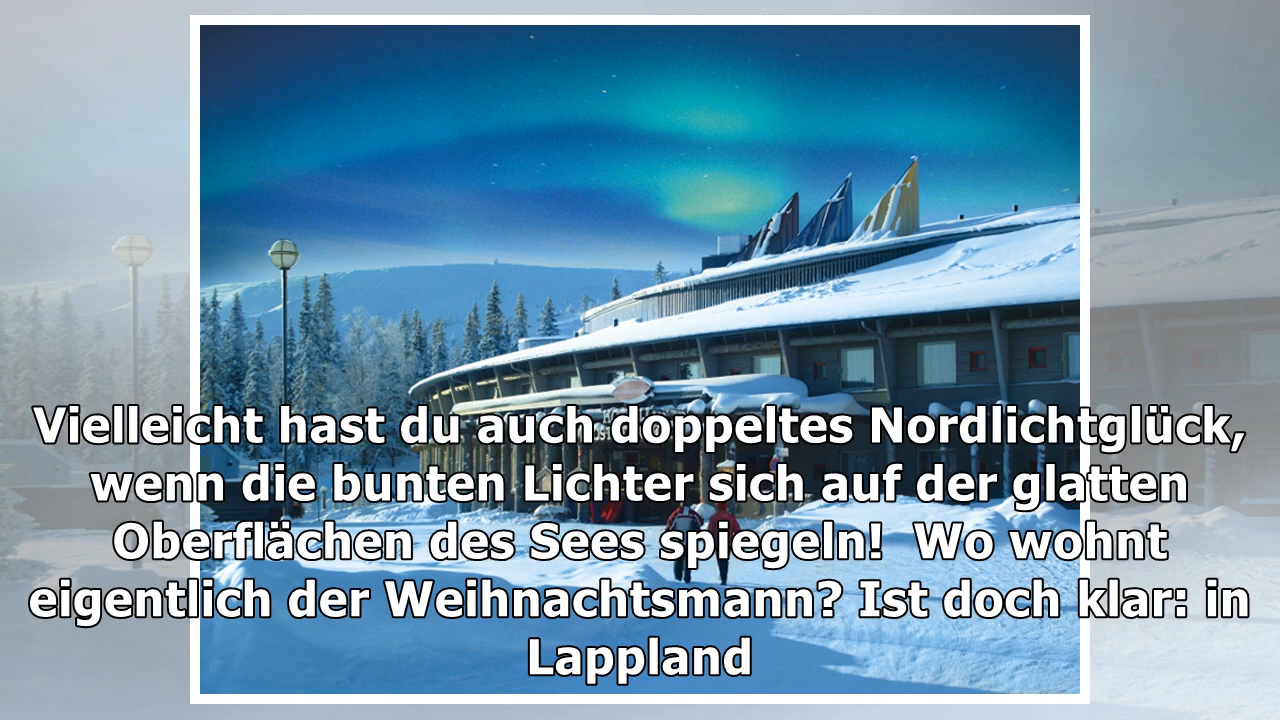 Vielleicht hast du auch doppeltes Nordlichtglück,
wenn die bunten Lichter sich auf der glatten
Oberflächen des Sees spiegeln!  Wo wohnt
eigentlich der Weihnachtsmann? Ist doch klar: in
Lappland